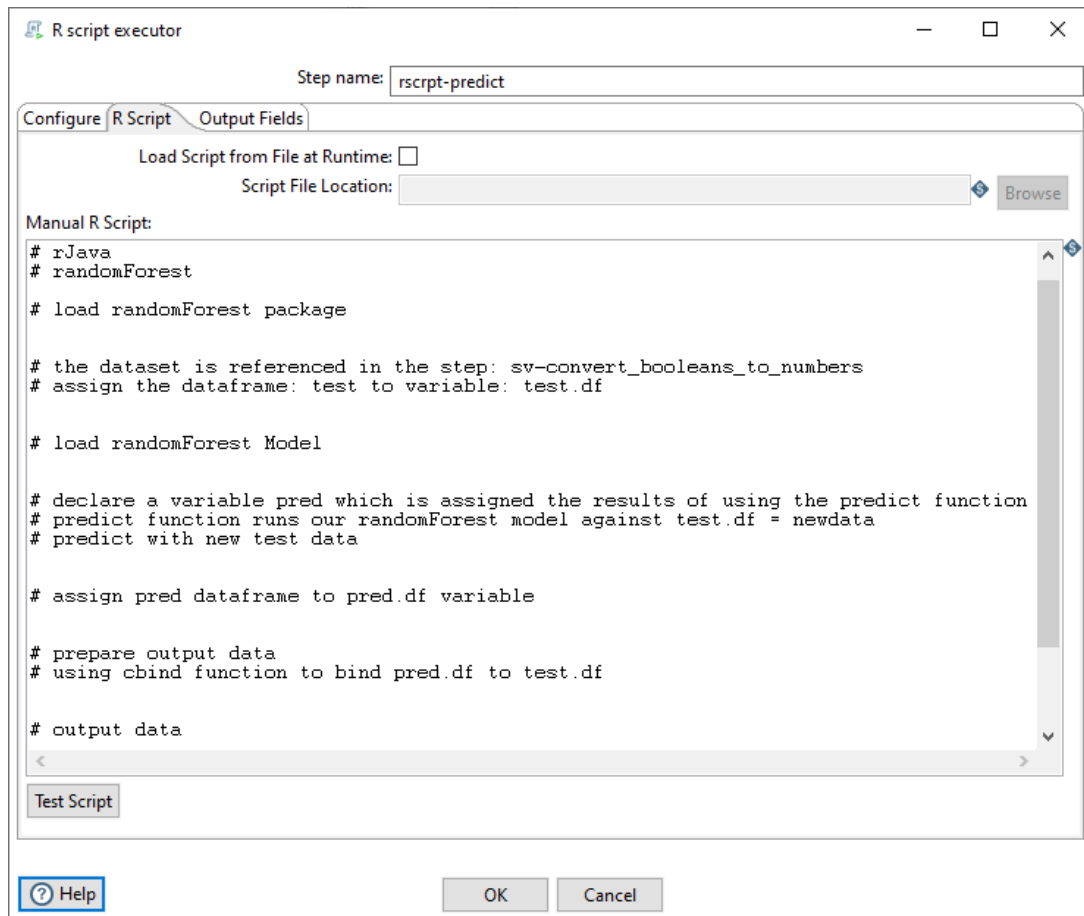 R script executor
Step name: rscrpt-predict
Configure R Script Output Fields
Load Script from File at Runtime:
Script File Location:
Browse
Manual R Script:
# rJava
# randomForest
# load randomForest package
# the dataset is referenced in the step: sv-convert_booleans_to_numbers
# assign the dataframe: test to variable: test.df
# load randomForest Model
# declare a variable pred which is assigned the results of using the predict function
# predict function runs our randomForest model against test.df = newdata
# predict with new test data
# assign pred dataframe to pred.df variable
# prepare output data
# using cbind function to bind pred.df to test.df
# output data
Test Script
Help OK Cancel